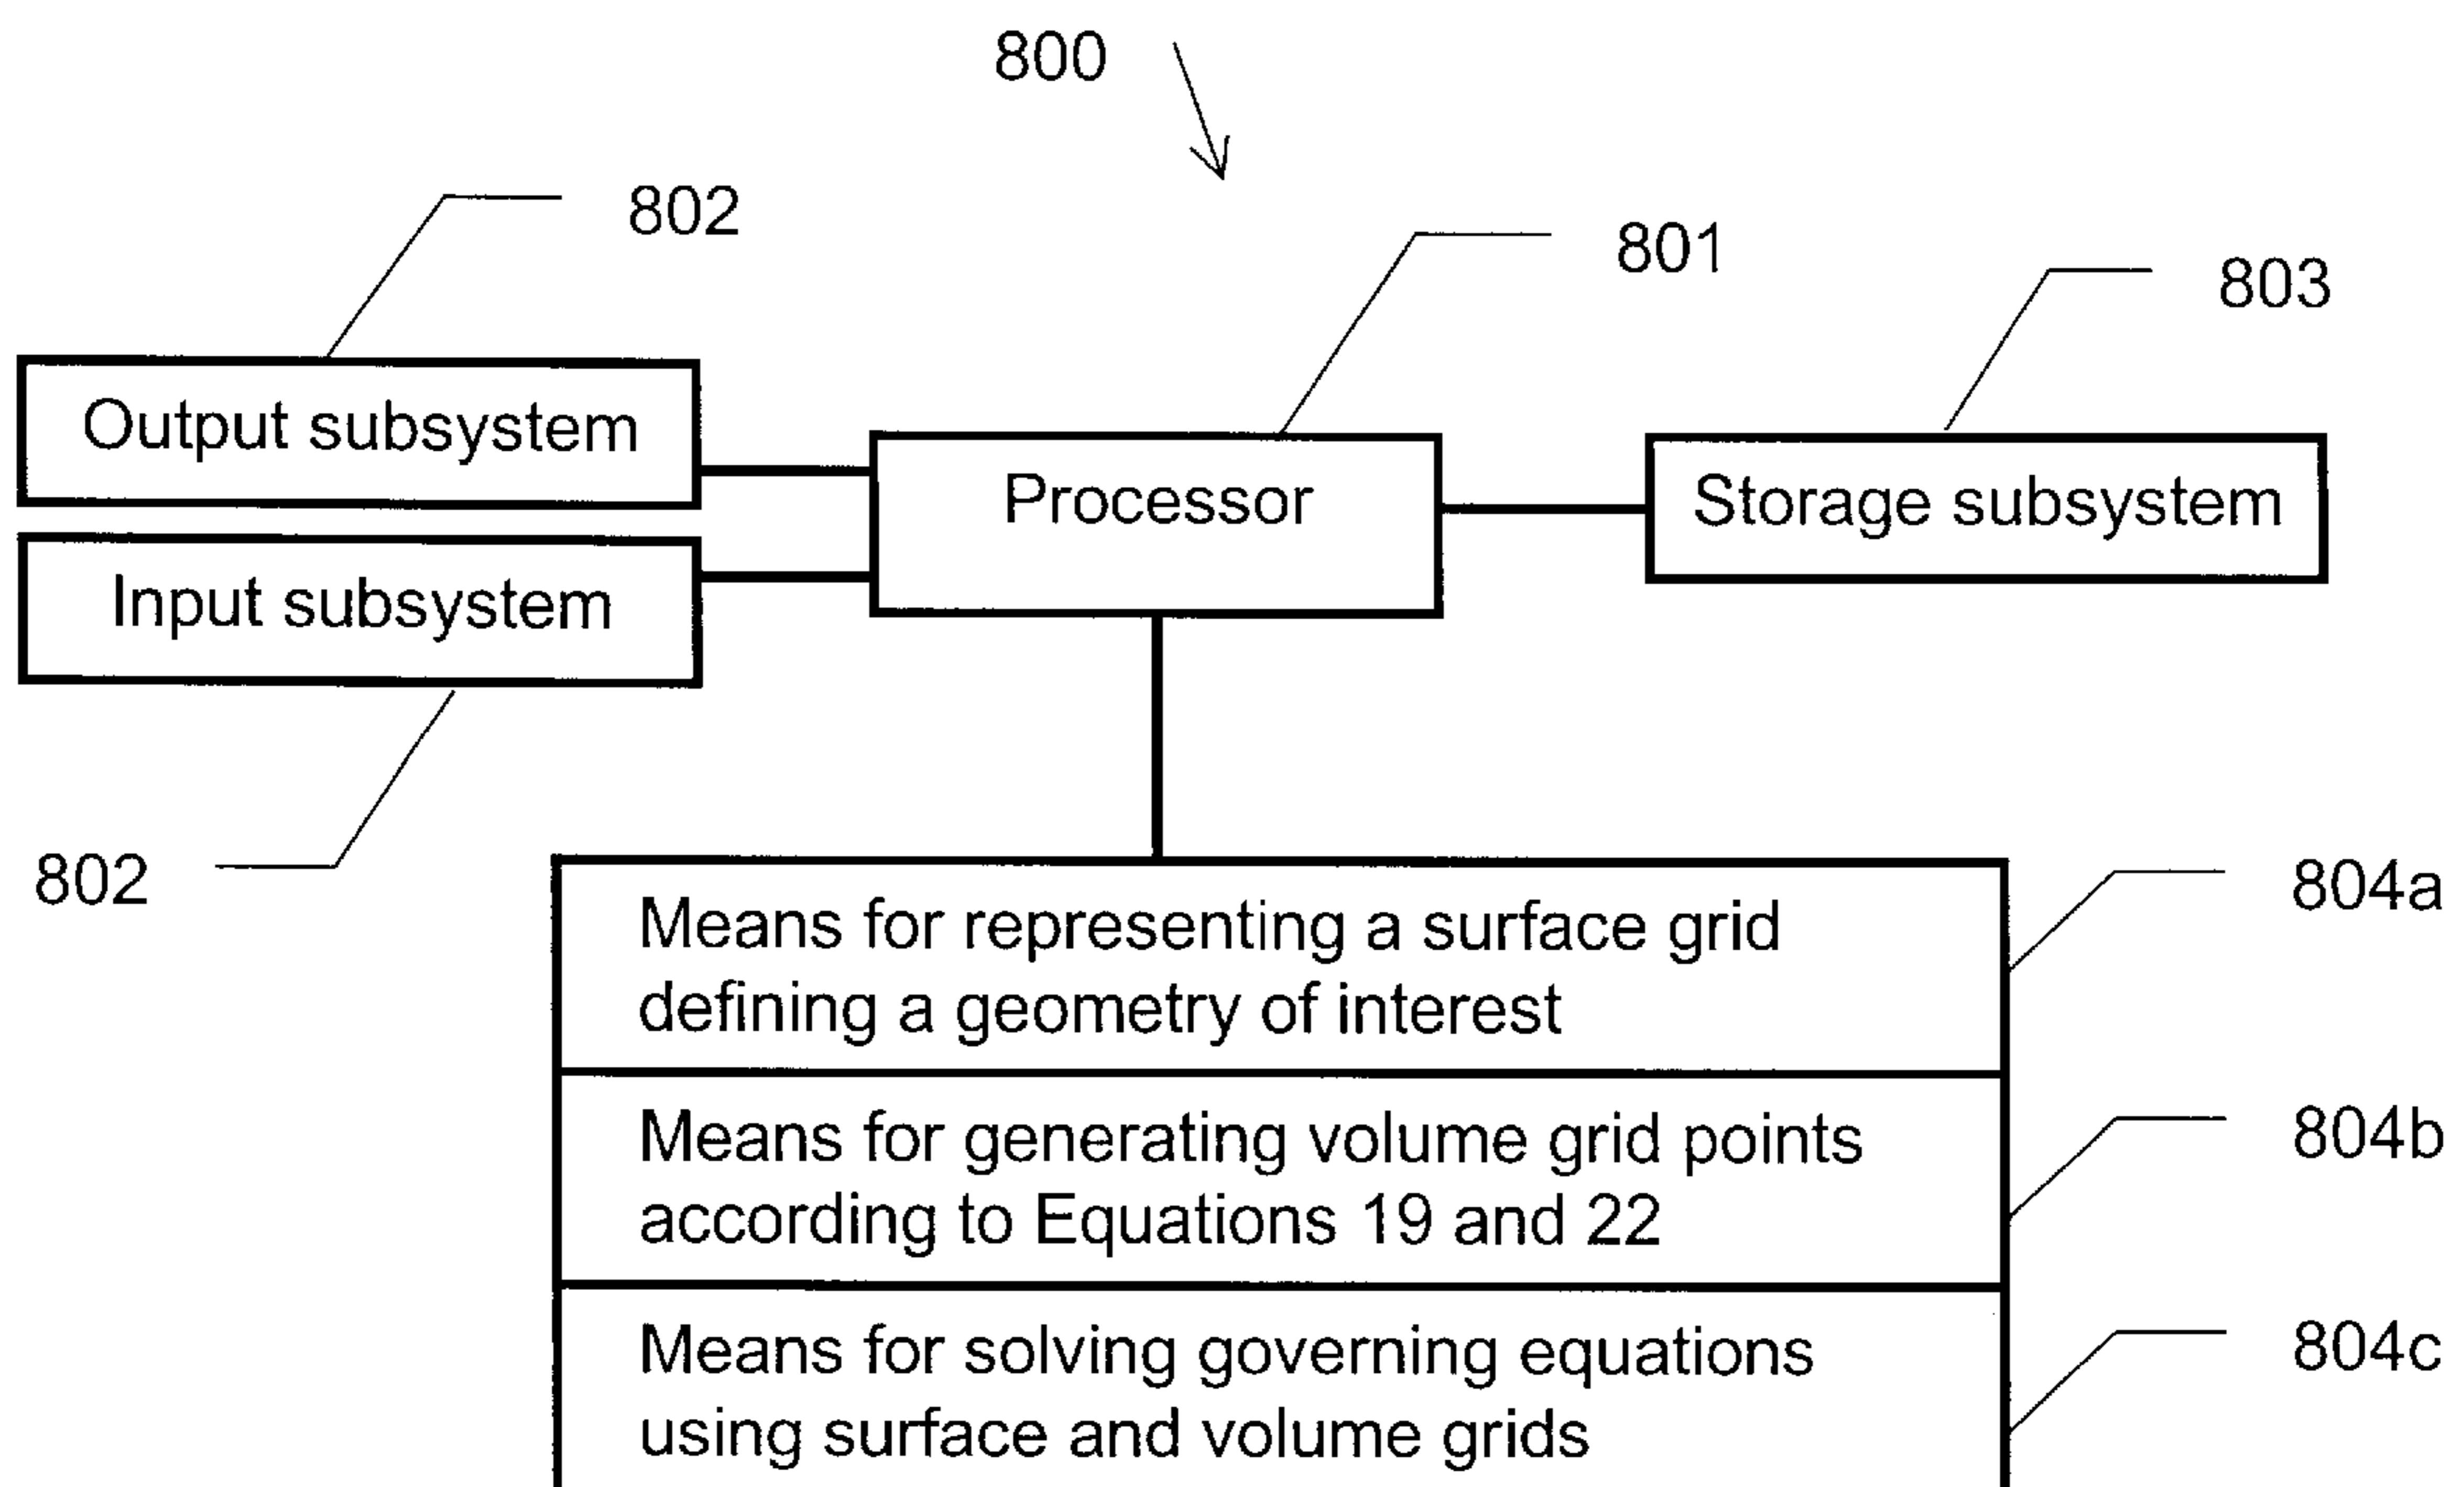 800
802
801
803
Output subsystem
Processor
Storage subsystem
Input subsystem
802
804a
Means for representing a surface grid
defining a geometry of interest
804b
Means for generating volume grid points
according to Equations 19 and 22
804c
Means for solving governing equations
using surface and volume grids